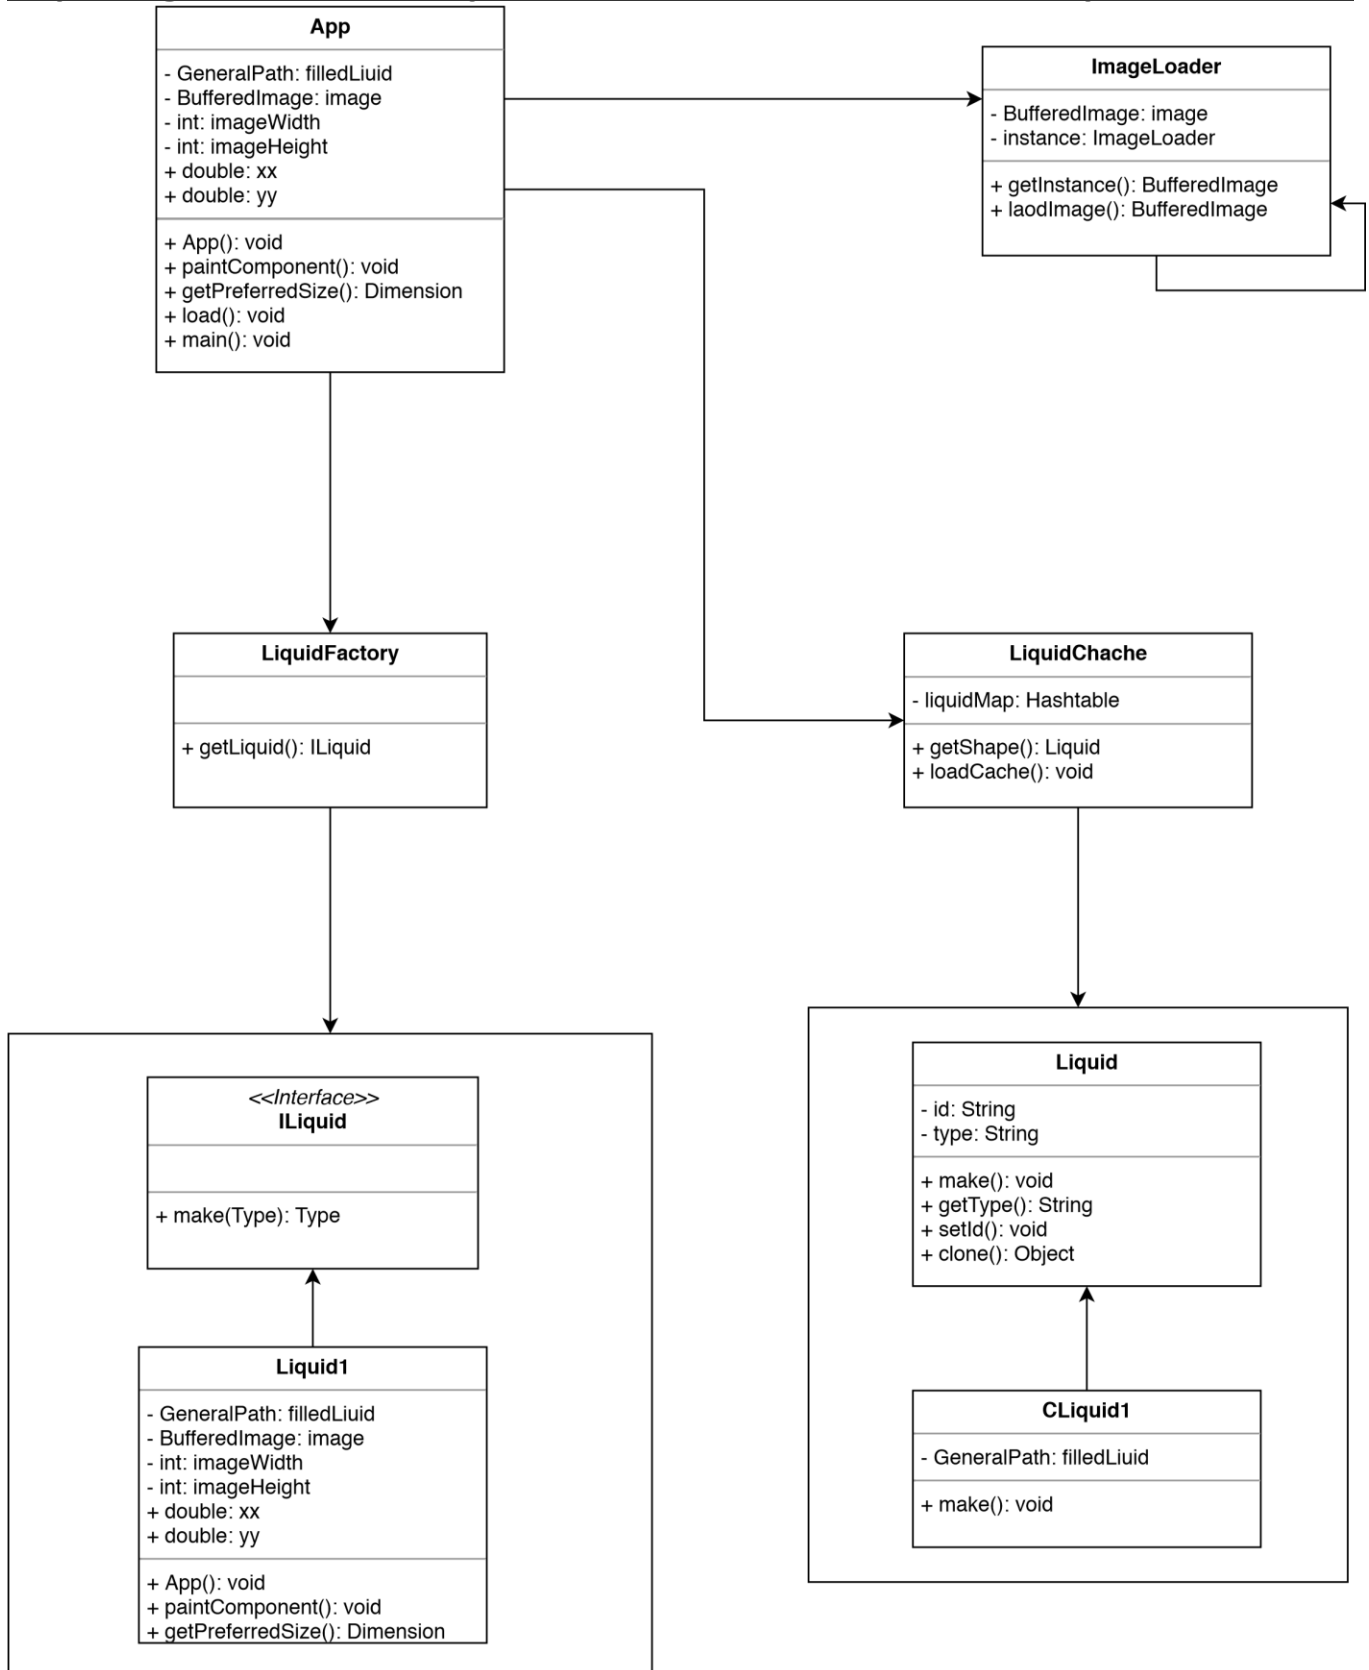 App
- GeneralPath: filledLiuid
- BufferedImage: image
- int: imageWidth
- int: imageHeight
+ double: xx
+ double: yy
+ App(): void
+ paintComponent(): void
+ getPreferredSize(): Dimension
+ load(): void
+ main(): void
ImageLoader
- BufferedImage: image
- instance: ImageLoader
+ getInstance(): BufferedImage
+ laodImage(): BufferedImage
LiquidFactory
+ getLiquid(): ILiquid
LiquidChache
- liquidMap: Hashtable
+ getShape(): Liquid
+ loadCache(): void
<<Interface>>
ILiquid
+ make(Type): Type
Liquid1
- GeneralPath: filledLiuid
- BufferedImage: image
- int: imageWidth
- int: imageHeight
+ double: xx
+ double: yy
+ App(): void
+ paintComponent(): void
+ getPreferredSize(): Dimension
Liquid
- id: String
- type: String
+ make(): void
+ getType(): String
+ setId(): void
+ clone(): Object
CLiquid1
- GeneralPath: filledLiuid
+ make(): void